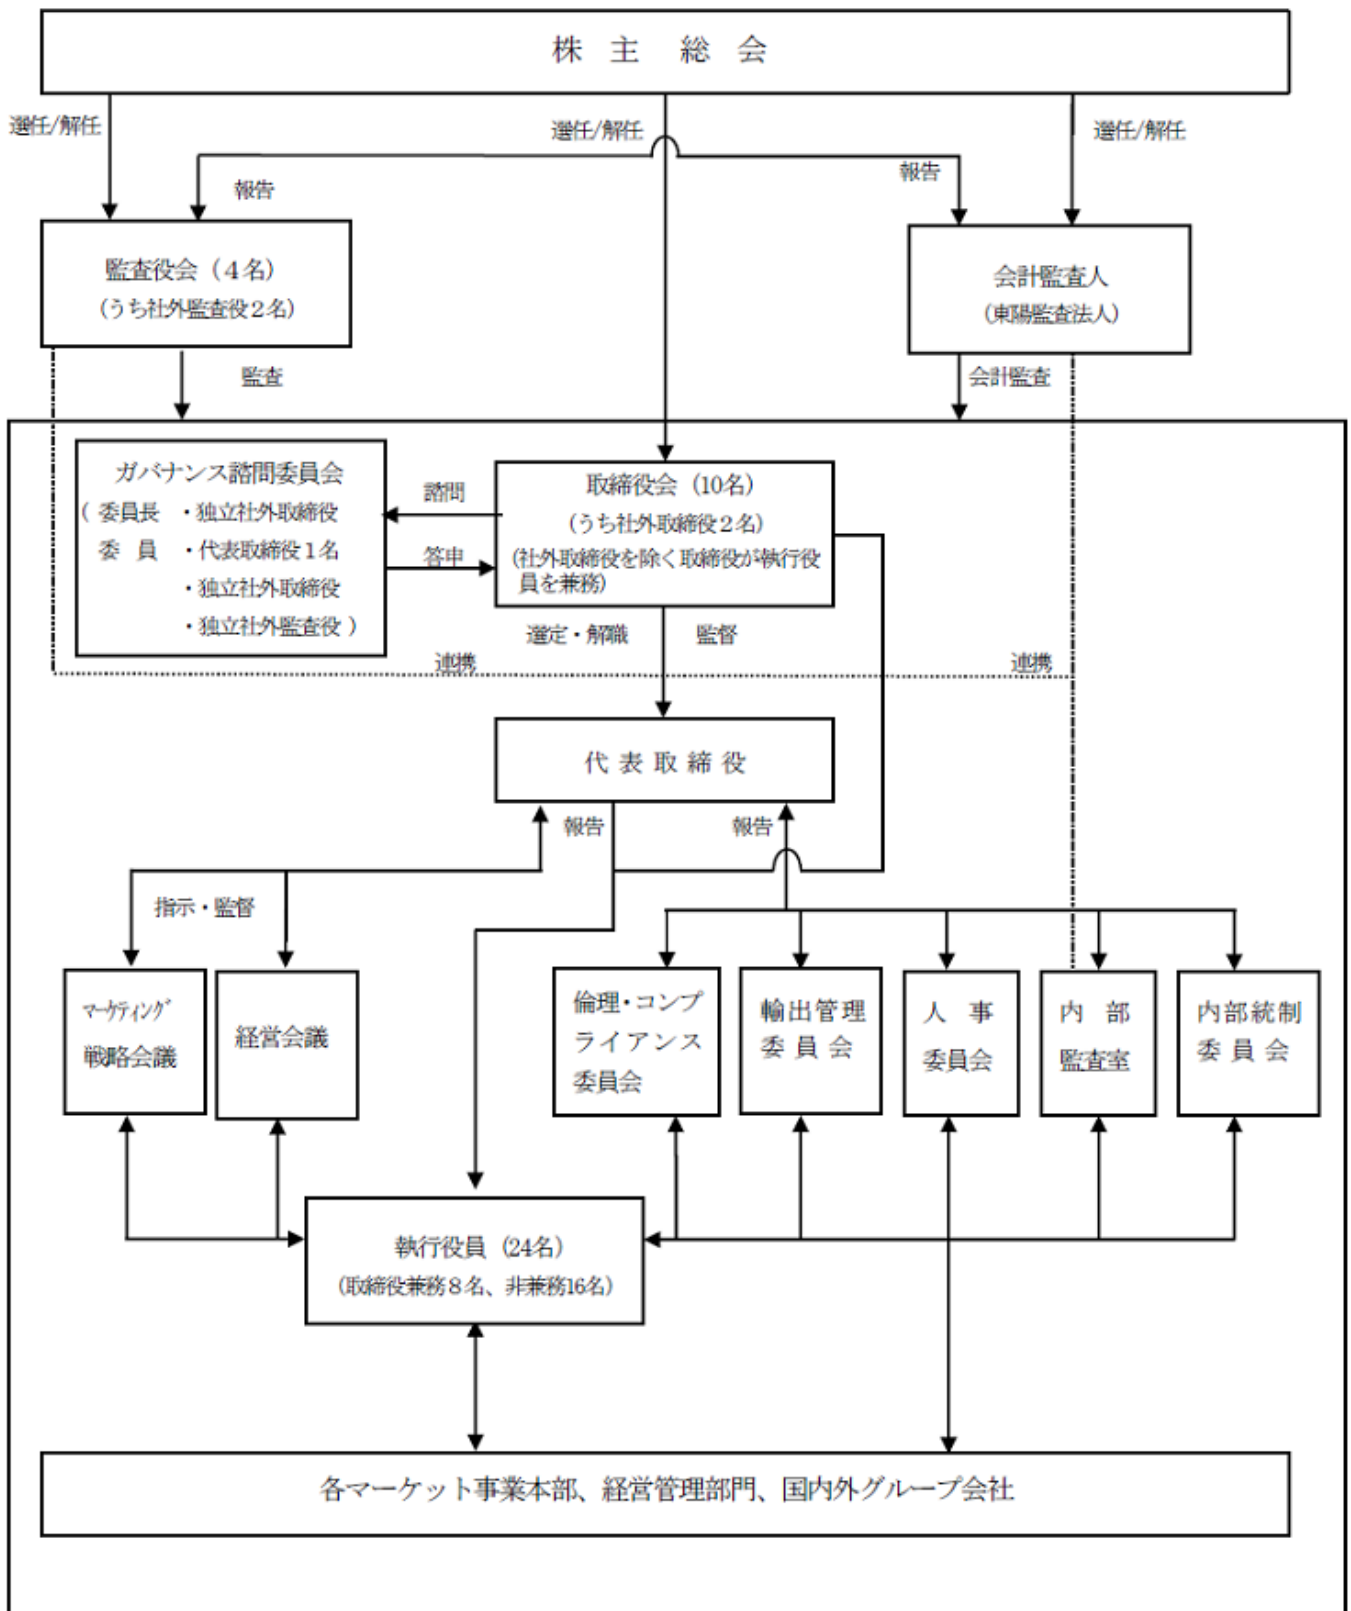 株 主 総 会
選任/解任
選任/解任
選任/解任
報告
報告
監査役会（４名）
（うち社外監査役２名）
会計監査人
（東陽監査法人）
監査
会計監査
ガバナンス諮問委員会
（ 委員長 ・独立社外取締役
委 員 ・代表取締役１名
・独立社外取締役
・独立社外監査役 ）
諮問
答申
取締役会（10名）
（うち社外取締役２名）
（社外取締役を除く取締役が執行役
員を兼務）
選定・解職
監督
連携
連携
代 表 取 締 役
報告
報告
指示・監督
マーケティング
戦略会議
経営会議
倫理・コンプ
ライアンス
委員会
輸出管理
委 員 会
人 事
委員会
内 部
監査室
内部統制
委 員 会
執行役員（24名）
（取締役兼務８名、非兼務16名）
各マーケット事業本部、経営管理部門、国内外グループ会社